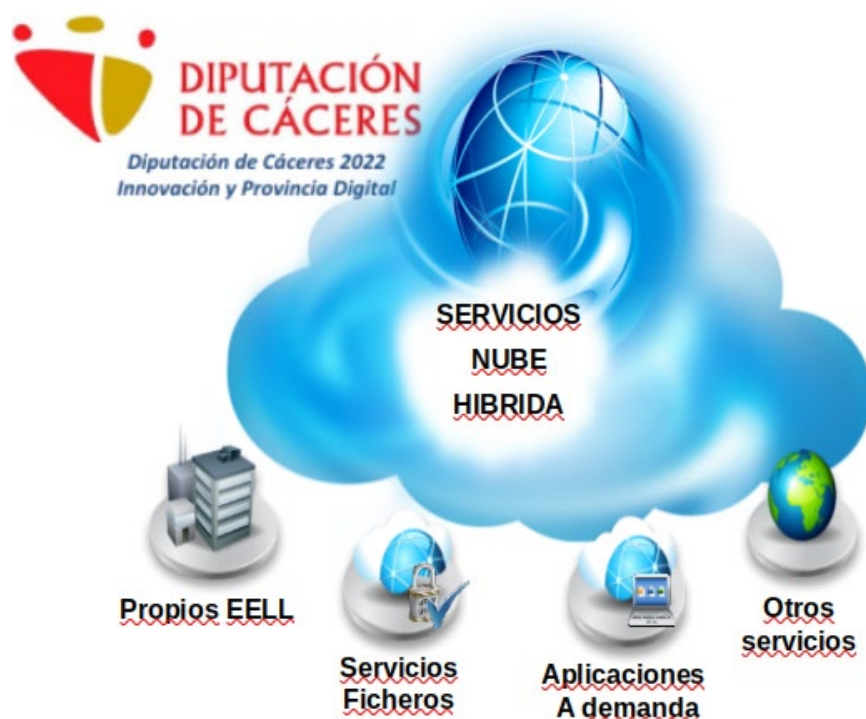 DIPUTACIÓN
DE CÁCERES
Diputación de Cáceres 2022
Innovación y Provincia Digital
SERVICIOS
NUBE
HIBRIDA
Propios EELL
Servicios
Ficheros
Aplicaciones
A demanda
Otros
servicios